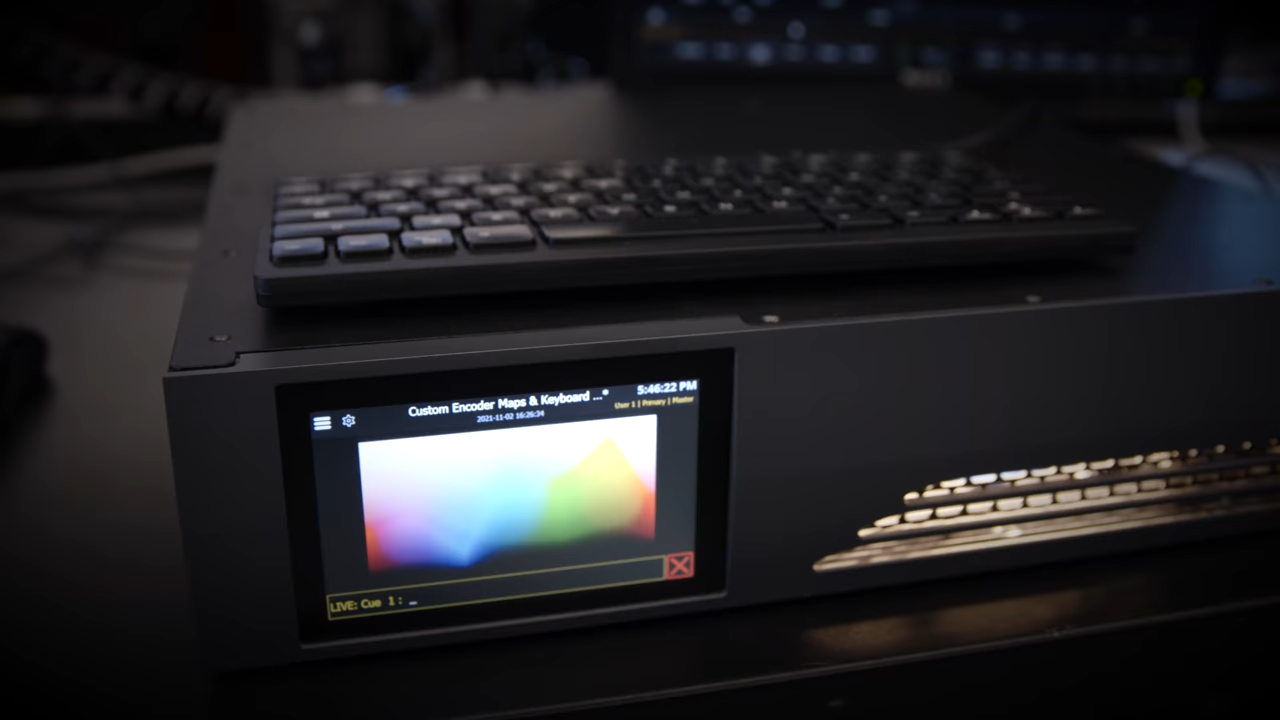 Custom Encoder Maps & Keyboard ...*
5:46:22 PM
2021-11-02 16:26:34
User 1 | Primary | Master
LIVE: Cue 1 : _